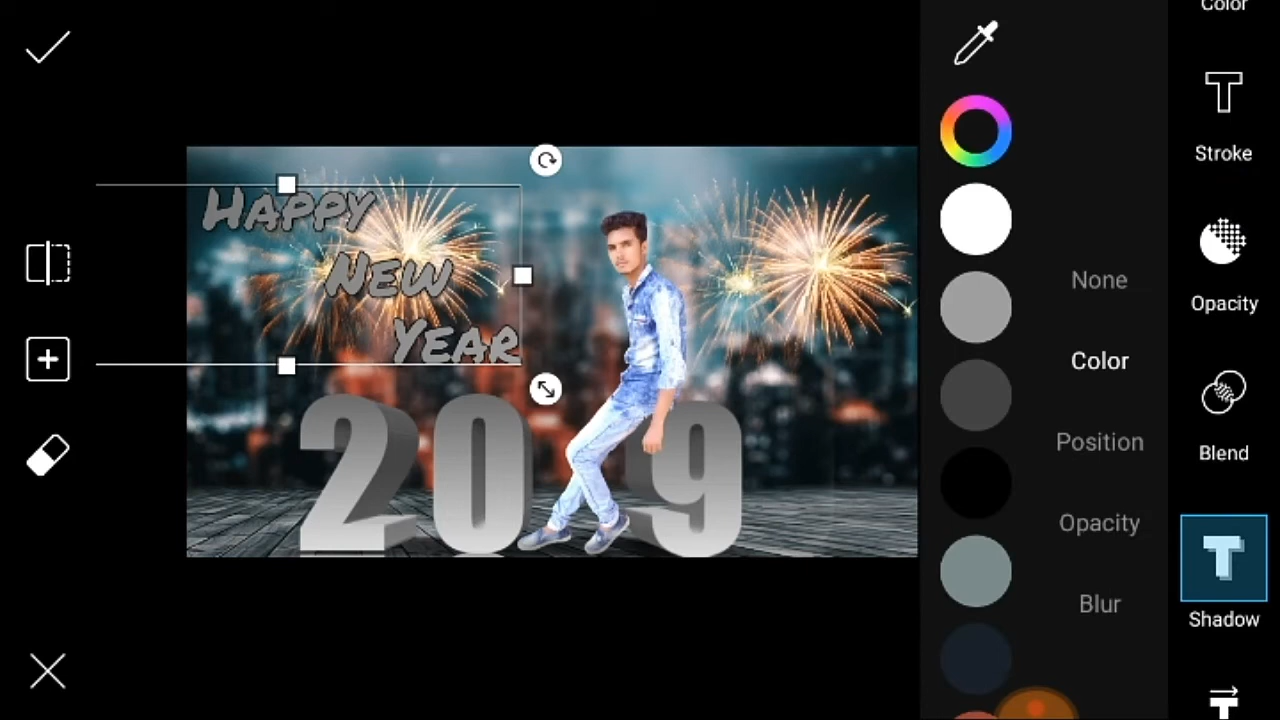 Color
Stroke
Opacity
Blend
Shadow
None
Color
Position
Opacity
Blur
HAPPY
NEW
YEAR
20 9